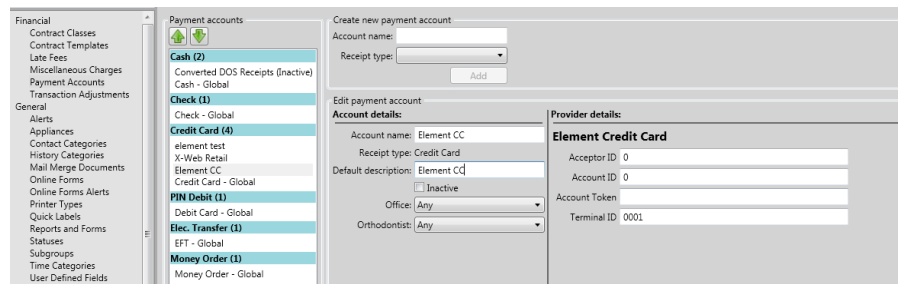 Financial
Contract Classes
Contract Templates
Late Fees
Miscellaneous Charges
Payment Accounts
Transaction Adjustments
General
Alerts
Appliances
Contact Categories
History Categories
Mail Merge Documents
Online Forms
Online Forms Alerts
Printer Types
Quick Labels
Reports and Forms
Statuses
Subgroups
Time Categories
User Defined Fields
Payment accounts
Cash (2)
Converted DOS Receipts (Inactive)
Cash - Global
Check (1)
Check - Global
Credit Card (4)
element test
X-Web Retail
Element CC
Credit Card - Global
PIN Debit (1)
Debit Card - Global
Elec. Transfer (1)
EFT - Global
Money Order (1)
Money Order - Global
Create new payment account
Account name:
Receipt type:
Add
Edit payment account
Account details:
Account name: Element CC
Receipt type: Credit Card
Default description: Element CC
Inactive
Office: Any
Orthodontist: Any
Provider details:
Element Credit Card
Acceptor ID 0
Account ID 0
Account Token
Terminal ID 0001